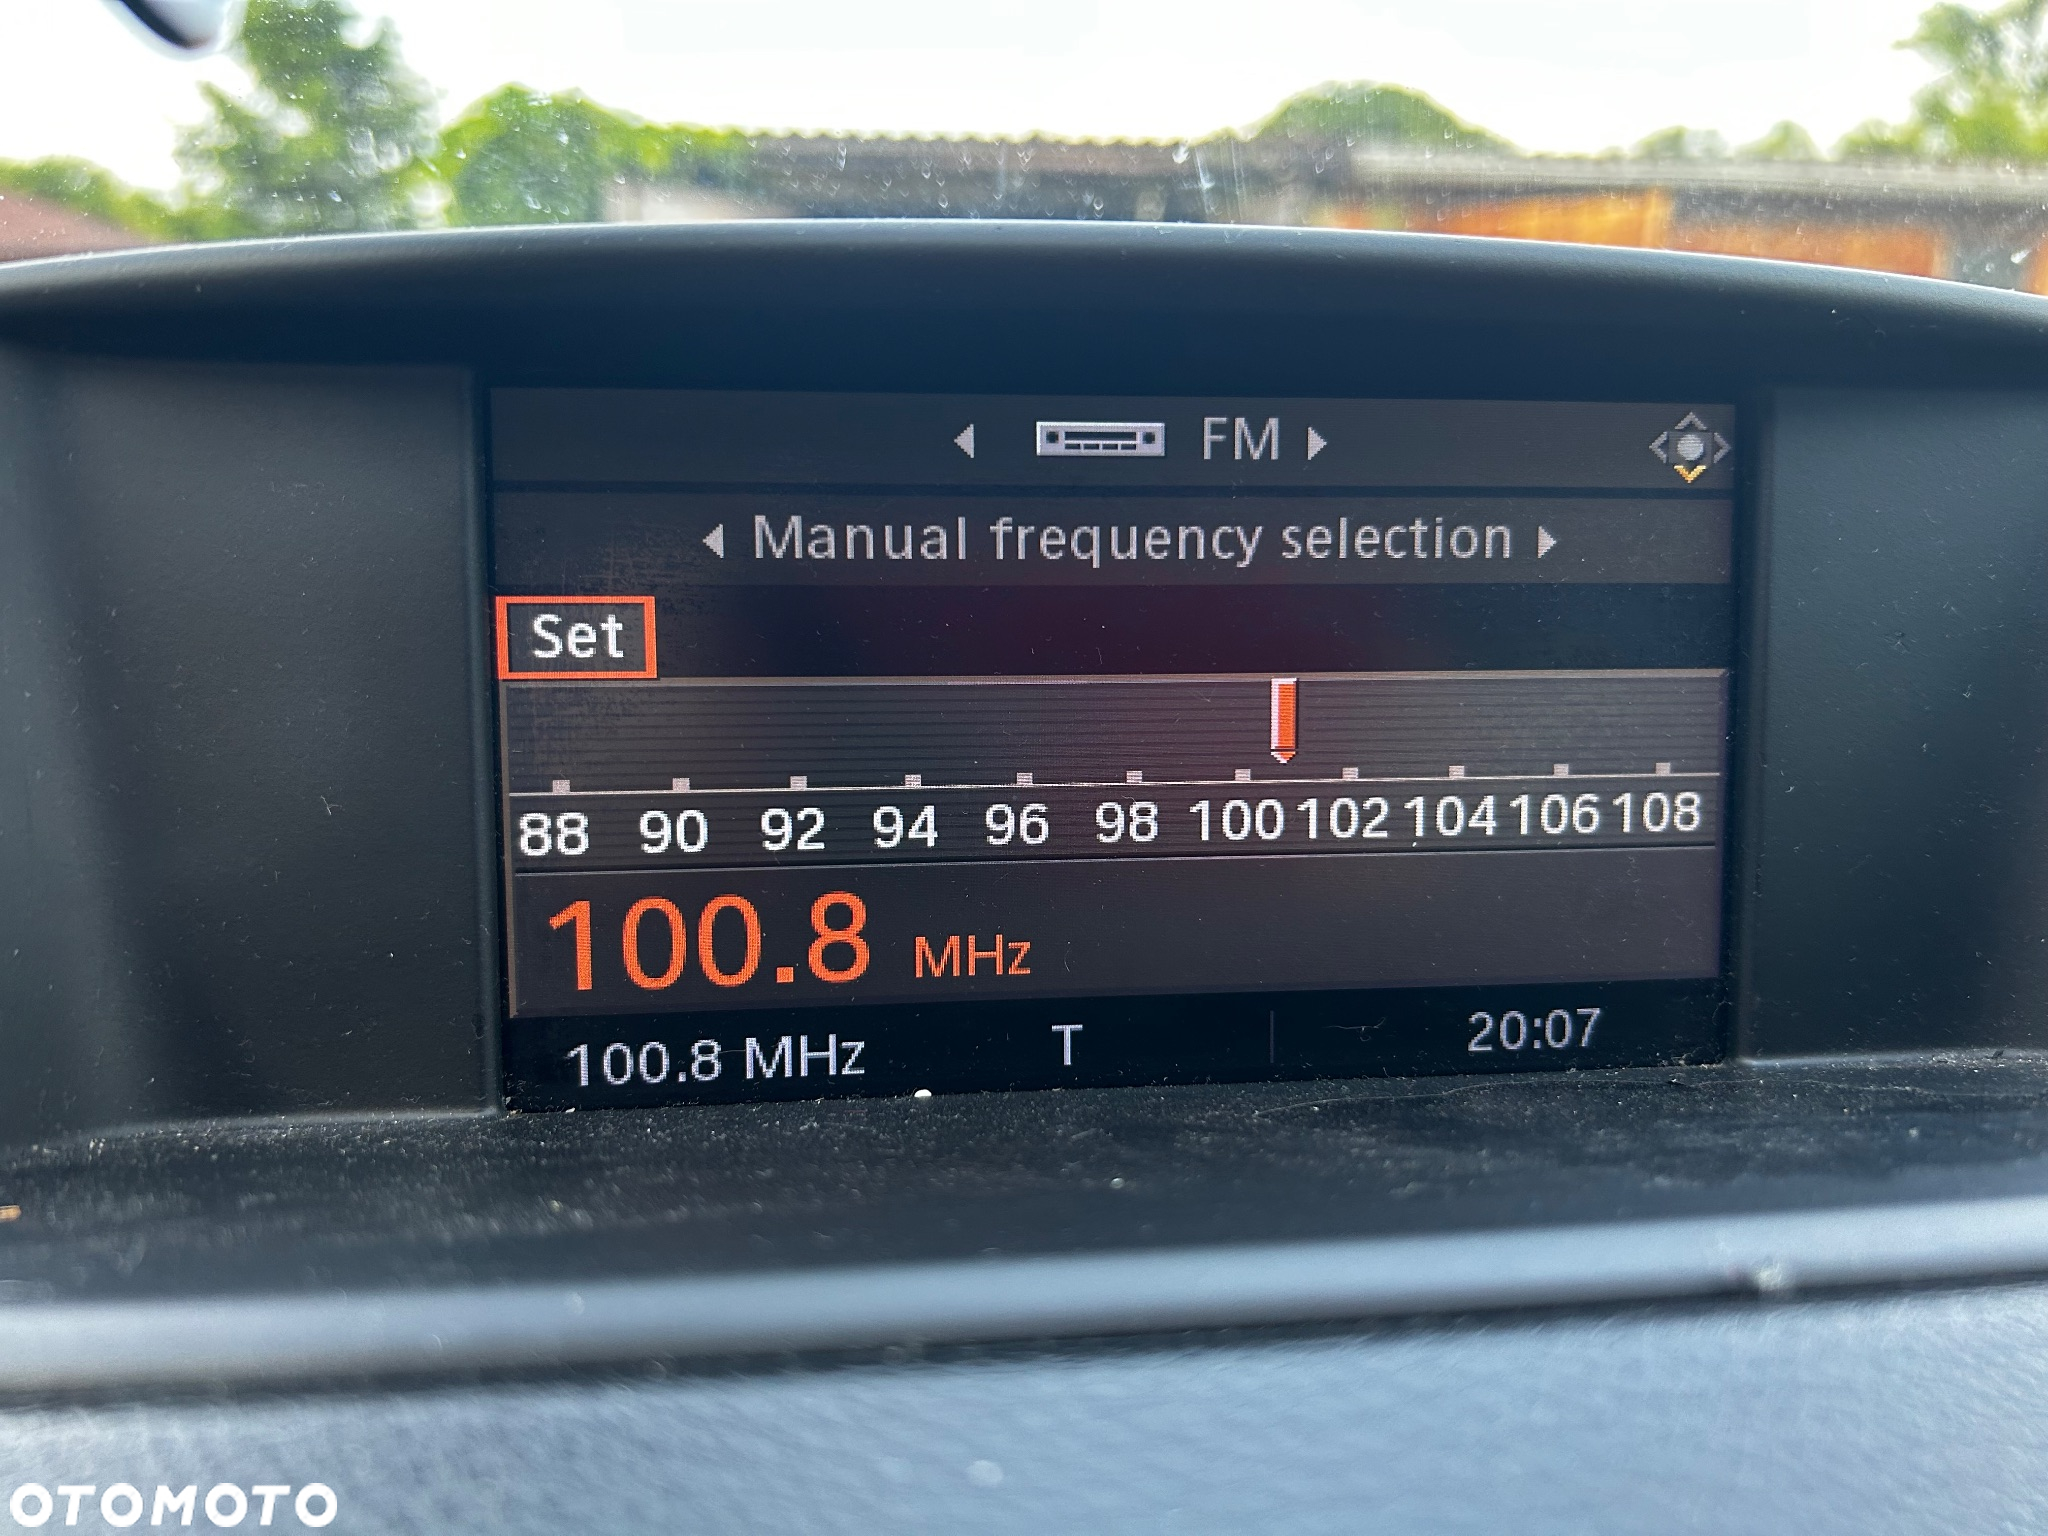 FM
Manual frequency selection
Set
88 90 92 94 96 98 100 102 104 106 108
100.8 MHz
100.8 MHz T 20:07
OTOMOTO